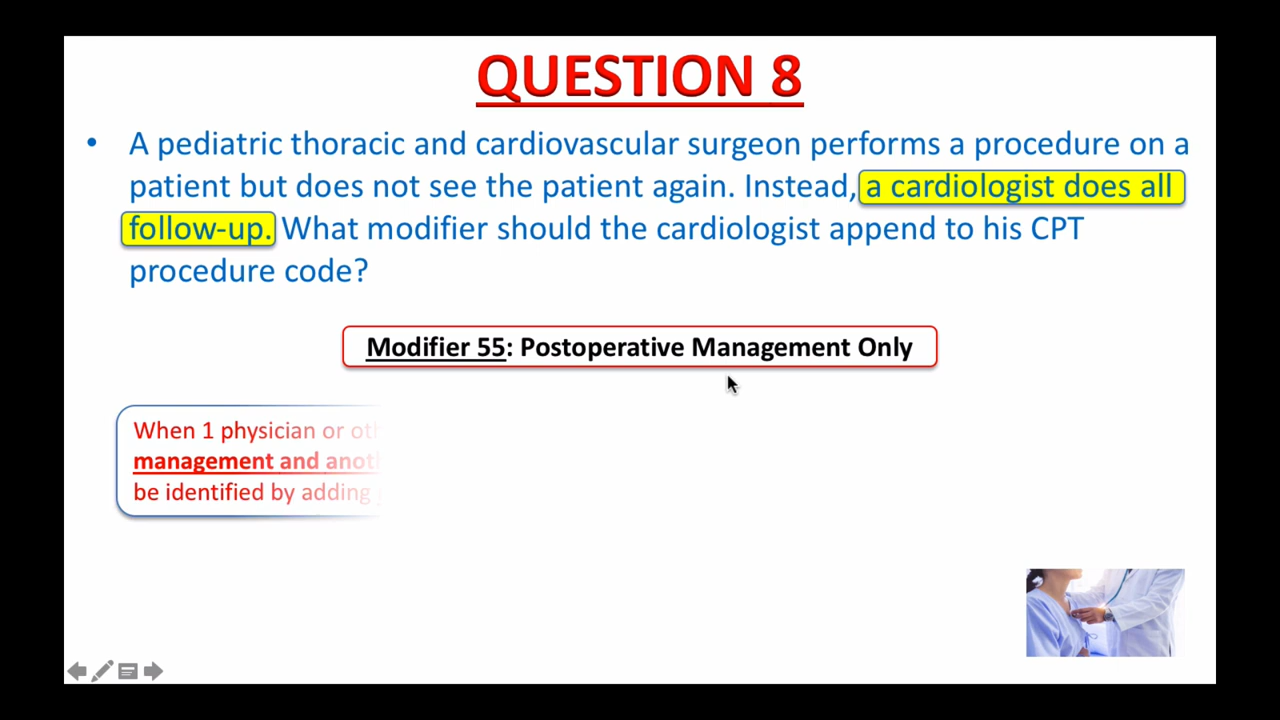 QUESTION 8
• A pediatric thoracic and cardiovascular surgeon performs a procedure on a
patient but does not see the patient again. Instead, a cardiologist does all
follow-up. What modifier should the cardiologist append to his CPT
procedure code?
Modifier 55: Postoperative Management Only
When 1 physician or
management and
be identified by adding